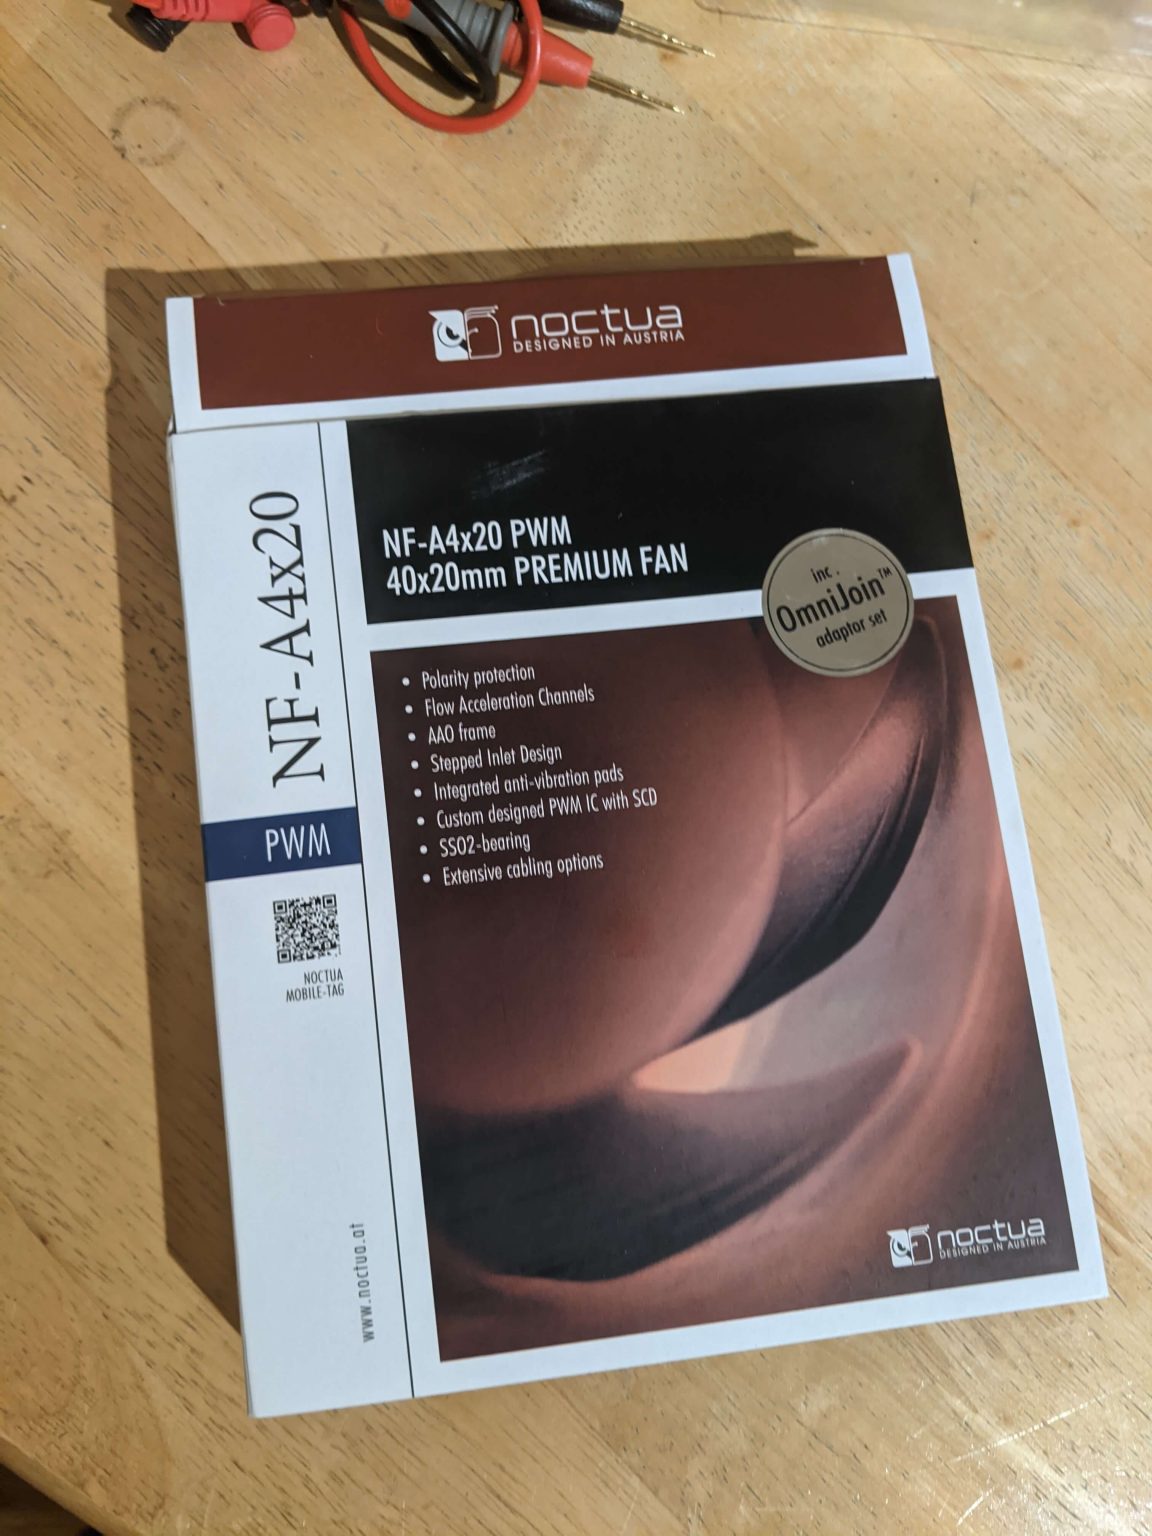 noctua
DESIGNED IN AUSTRIA
NF-A4x20
PWM
NOCTUA
MOBILE-TAG
www.noctua.at
NF-A4x20 PWM
40x20mm PREMIUM FAN
inc.
OmniJoin™
adaptor set
• Polarity protection
• Flow Acceleration Channels
• AAO frame
• Stepped Inlet Design
• Integrated anti-vibration pads
• Custom designed PWM IC with SCD
• SSO2-bearing
• Extensive cabling options
noctua
DESIGNED IN AUSTRIA